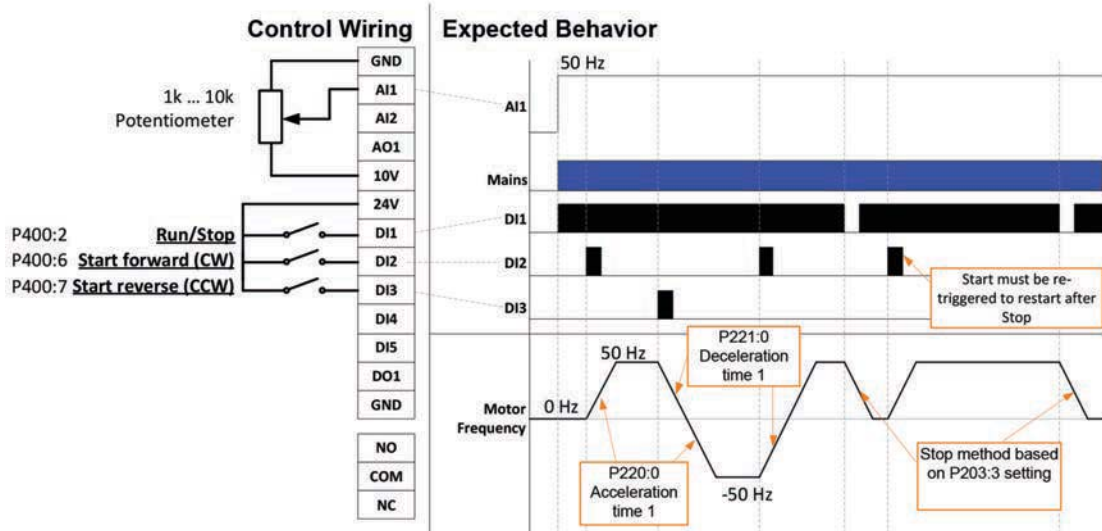 Control Wiring
Expected Behavior
1k ... 10k
Potentiometer
GND
AI1
AI2
AO1
10V
24V
P400:2 Run/Stop
DI1
P400:6 Start forward (CW)
DI2
P400:7 Start reverse (CCW)
DI3
DI4
DI5
DO1
GND
NO
COM
NC
50 Hz
AI1
Mains
DI1
DI2
Start must be re-
triggered to restart after
Stop
DI3
P221:0
Deceleration
time 1
50 Hz
0 Hz
Motor
Frequency
P220:0
Acceleration
time 1
-50 Hz
Stop method based
on P203:3 setting